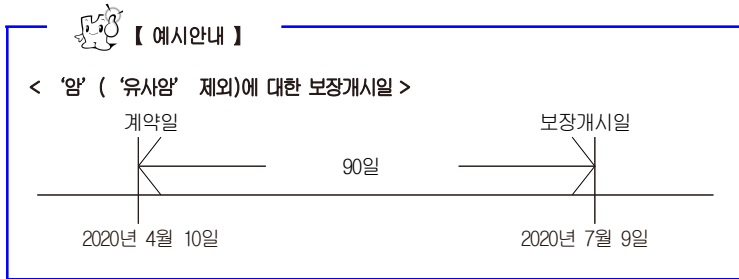 【 예시안내 】
< ‘암’ ( ‘유사암’ 제외)에 대한 보장개시일 >
계약일 보장개시일
90일
2020년 4월 10일 2020년 7월 9일